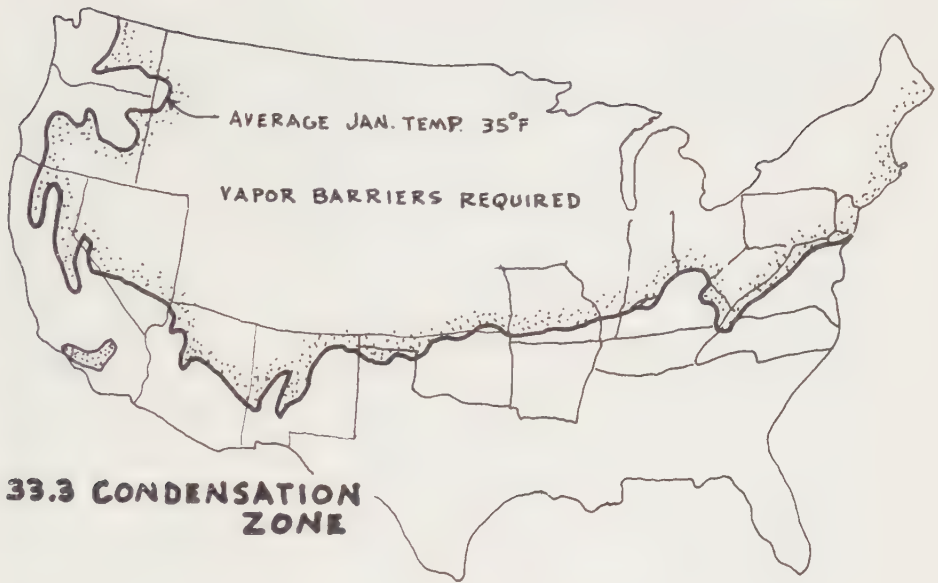 AVERAGE JAN. TEMP. 35°F
VAPOR BARRIERS REQUIRED
33.3 CONDENSATION
ZONE